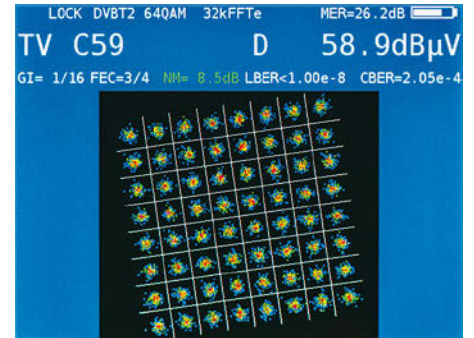 LOCK DVBT2 64QAM 32kFFTe MER=26.2dB
TV C59 D 58.9dBµV
GI= 1/16 FEC=3/4 NM= 8.5dB LBER<1.00e-8 CBER=2.05e-4